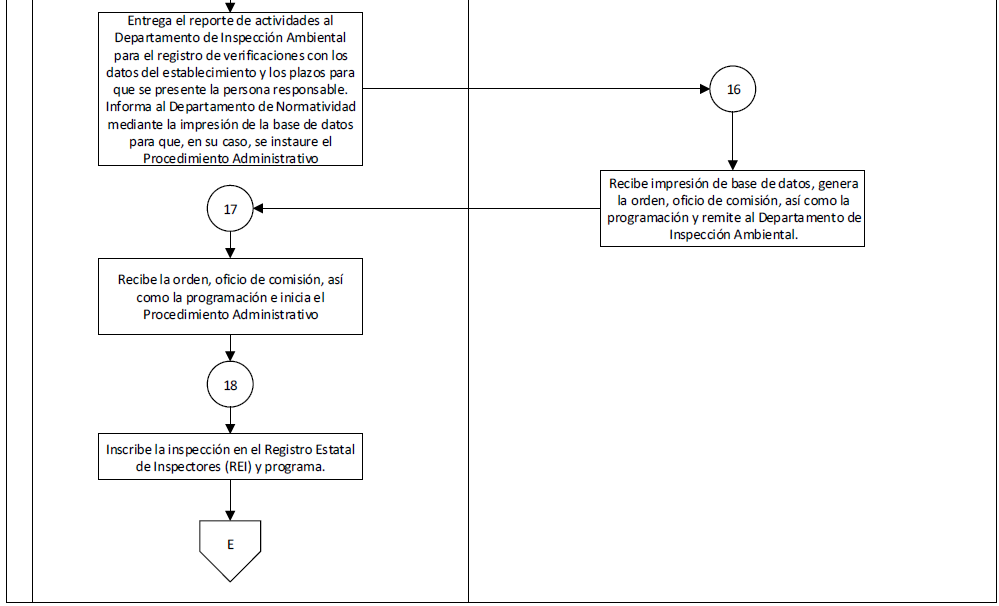 Entrega el reporte de actividades al
Departamento de Inspección Ambiental
para el registro de verificaciones con los
datos del establecimiento y los plazos para
que se presente la persona responsable.
Informa al Departamento de Normatividad
mediante la impresión de la base de datos
para que, en su caso, se instaure el
Procedimiento Administrativo
16
Recibe impresión de base de datos, genera
la orden, oficio de comisión, así como la
programación y remite al Departamento de
Inspección Ambiental.
17
Recibe la orden, oficio de comisión, así
como la programación e inicia el
Procedimiento Administrativo
18
Inscribe la inspección en el Registro Estatal
de Inspectores (REI) y programa.
E